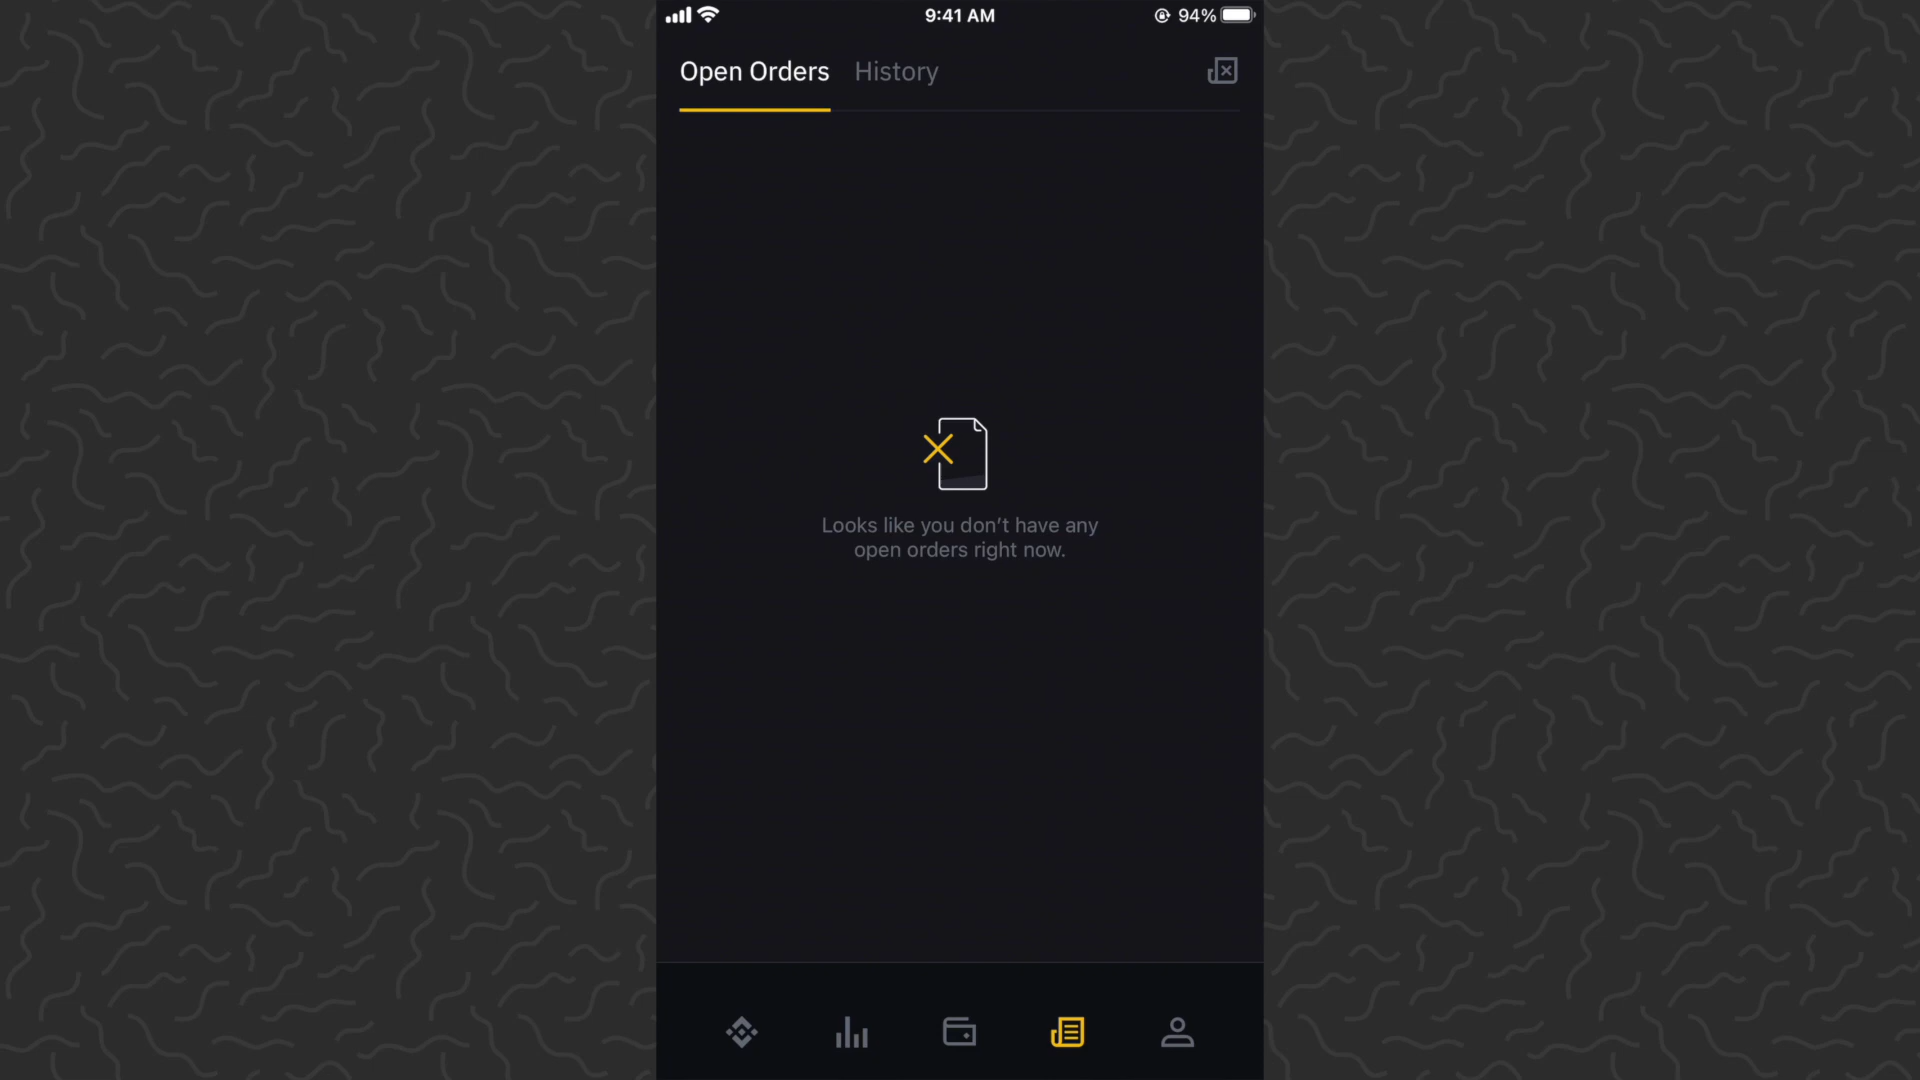 9:41 AM
94%
Open Orders
History
Looks like you don’t have any
open orders right now.